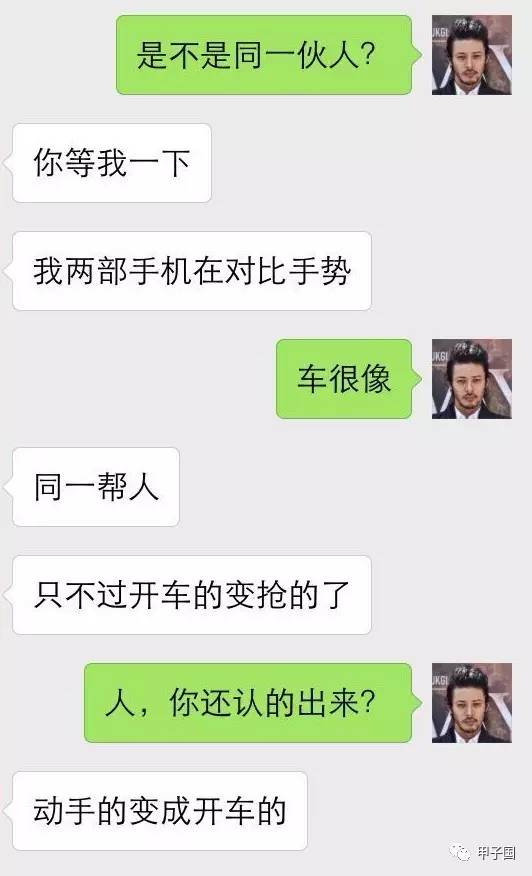 是不是同一伙人?
你等我一下
我两部手机在对比手势
车很像
同一帮人
只不过开车的变抢的了
人，你还认的出来?
动手的变成开车的
甲子国